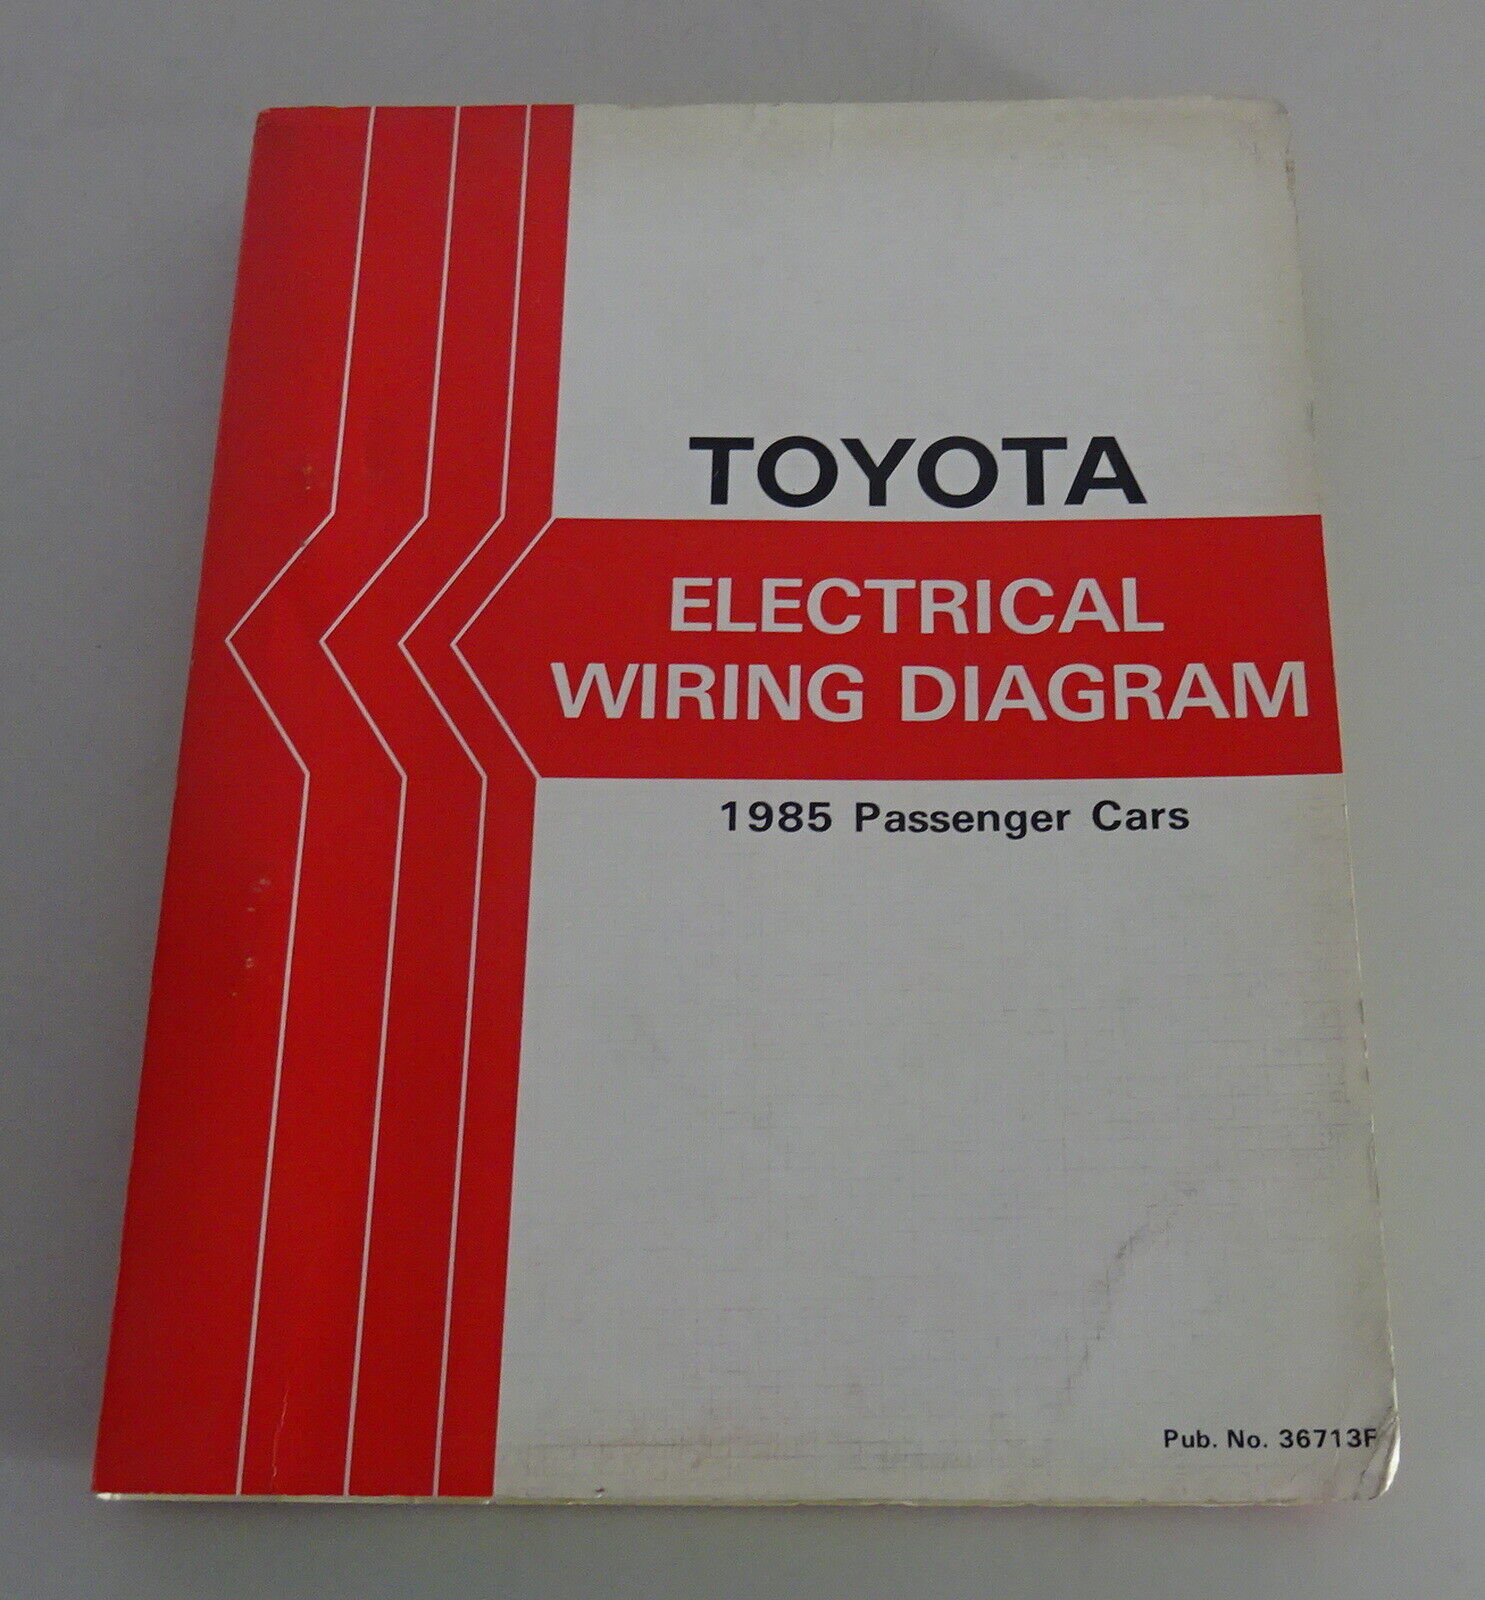 TOYOTA
ELECTRICAL
WIRING DIAGRAM
1985 Passenger Cars
Pub. No. 36713F